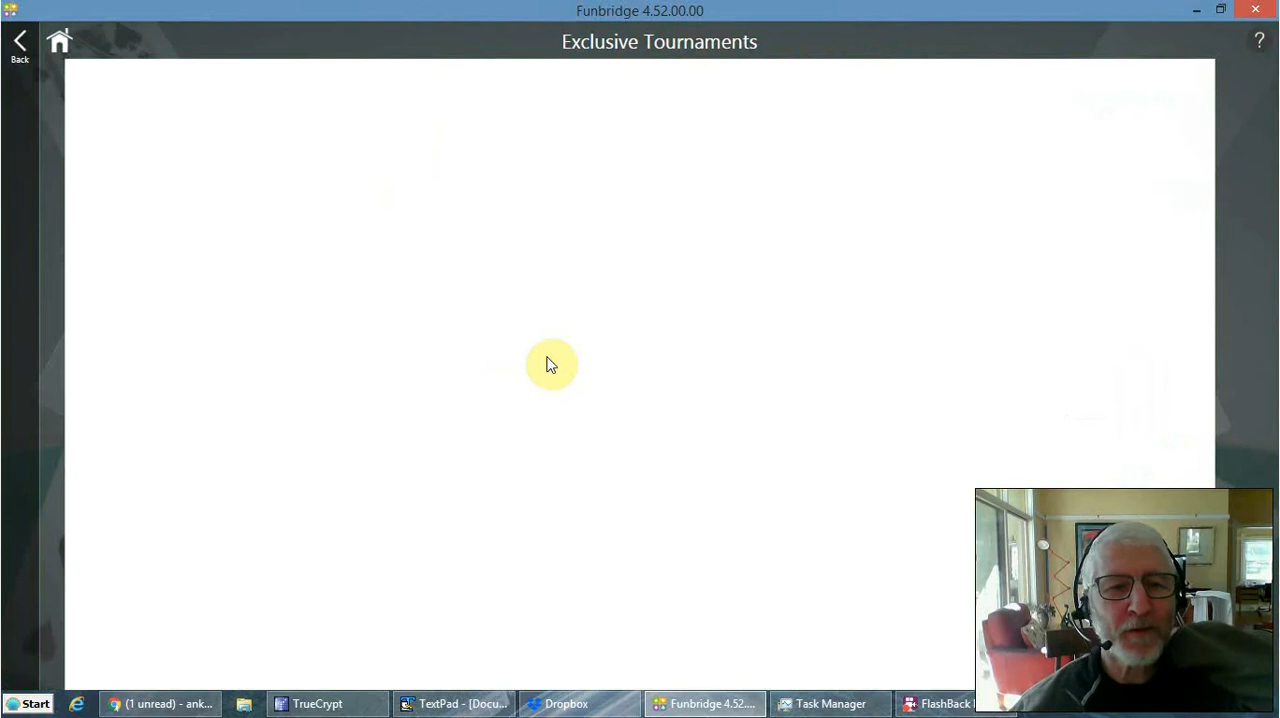 Funbridge 4.52.00.00
Exclusive Tournaments
?
Back
Start
(1 unread) - ank...
TrueCrypt
TextPad - [Docu...
Dropbox
Funbridge 4.52....
Task Manager
FlashBack